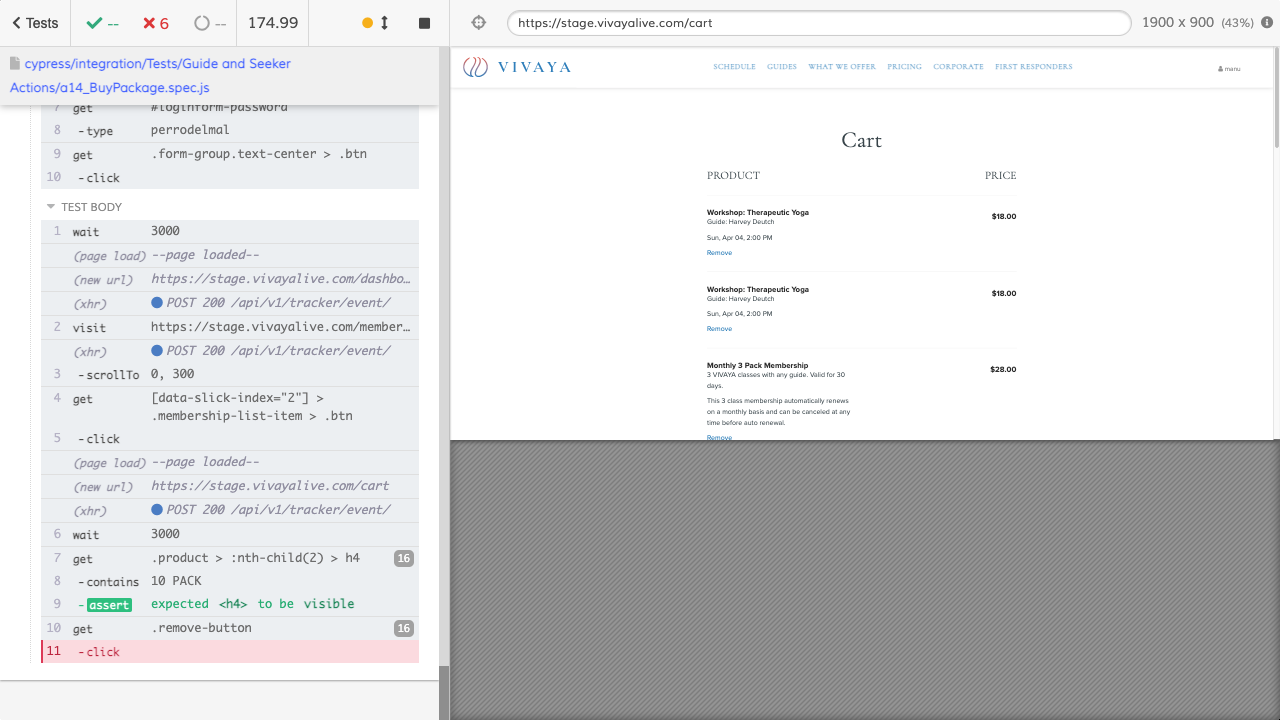 Tests
--
6
--
174.99
https://stage.vivayalive.com/cart
1900 x 900 (43%)
cypress/integration/Tests/Guide and Seeker
Actions/a14_BuyPackage.spec.js
7 get #loginform-password
8 -type perrodelmal
9 get .form-group.text-center > .btn
10 -click
TEST BODY
1 wait 3000
(page load) --page loaded--
(new url) https://stage.vivayalive.com/dashbo…
(xhr) POST 200 /api/v1/tracker/event/
2 visit https://stage.vivayalive.com/member…
(xhr) POST 200 /api/v1/tracker/event/
3 -scrollTo 0, 300
4 get [data-slick-index="2"] >
.membership-list-item > .btn
5 -click
(page load) --page loaded--
(new url) https://stage.vivayalive.com/cart
(xhr) POST 200 /api/v1/tracker/event/
6 wait 3000
7 get .product > :nth-child(2) > h4 16
8 -contains 10 PACK
9 -assert expected <h4> to be visible
10 get .remove-button 16
11 -click
VIVAYA
SCHEDULE GUIDES WHAT WE OFFER PRICING CORPORATE FIRST RESPONDERS
manu
Cart
PRODUCT PRICE
Workshop: Therapeutic Yoga $18.00
Guide: Harvey Deutch
Sun, Apr 04, 2:00 PM
Remove
Workshop: Therapeutic Yoga $18.00
Guide: Harvey Deutch
Sun, Apr 04, 2:00 PM
Remove
Monthly 3 Pack Membership $28.00
3 VIVAYA classes with any guide. Valid for 30
days.
This 3 class membership automatically renews
on a monthly basis and can be canceled at any
time before auto renewal.
Remove